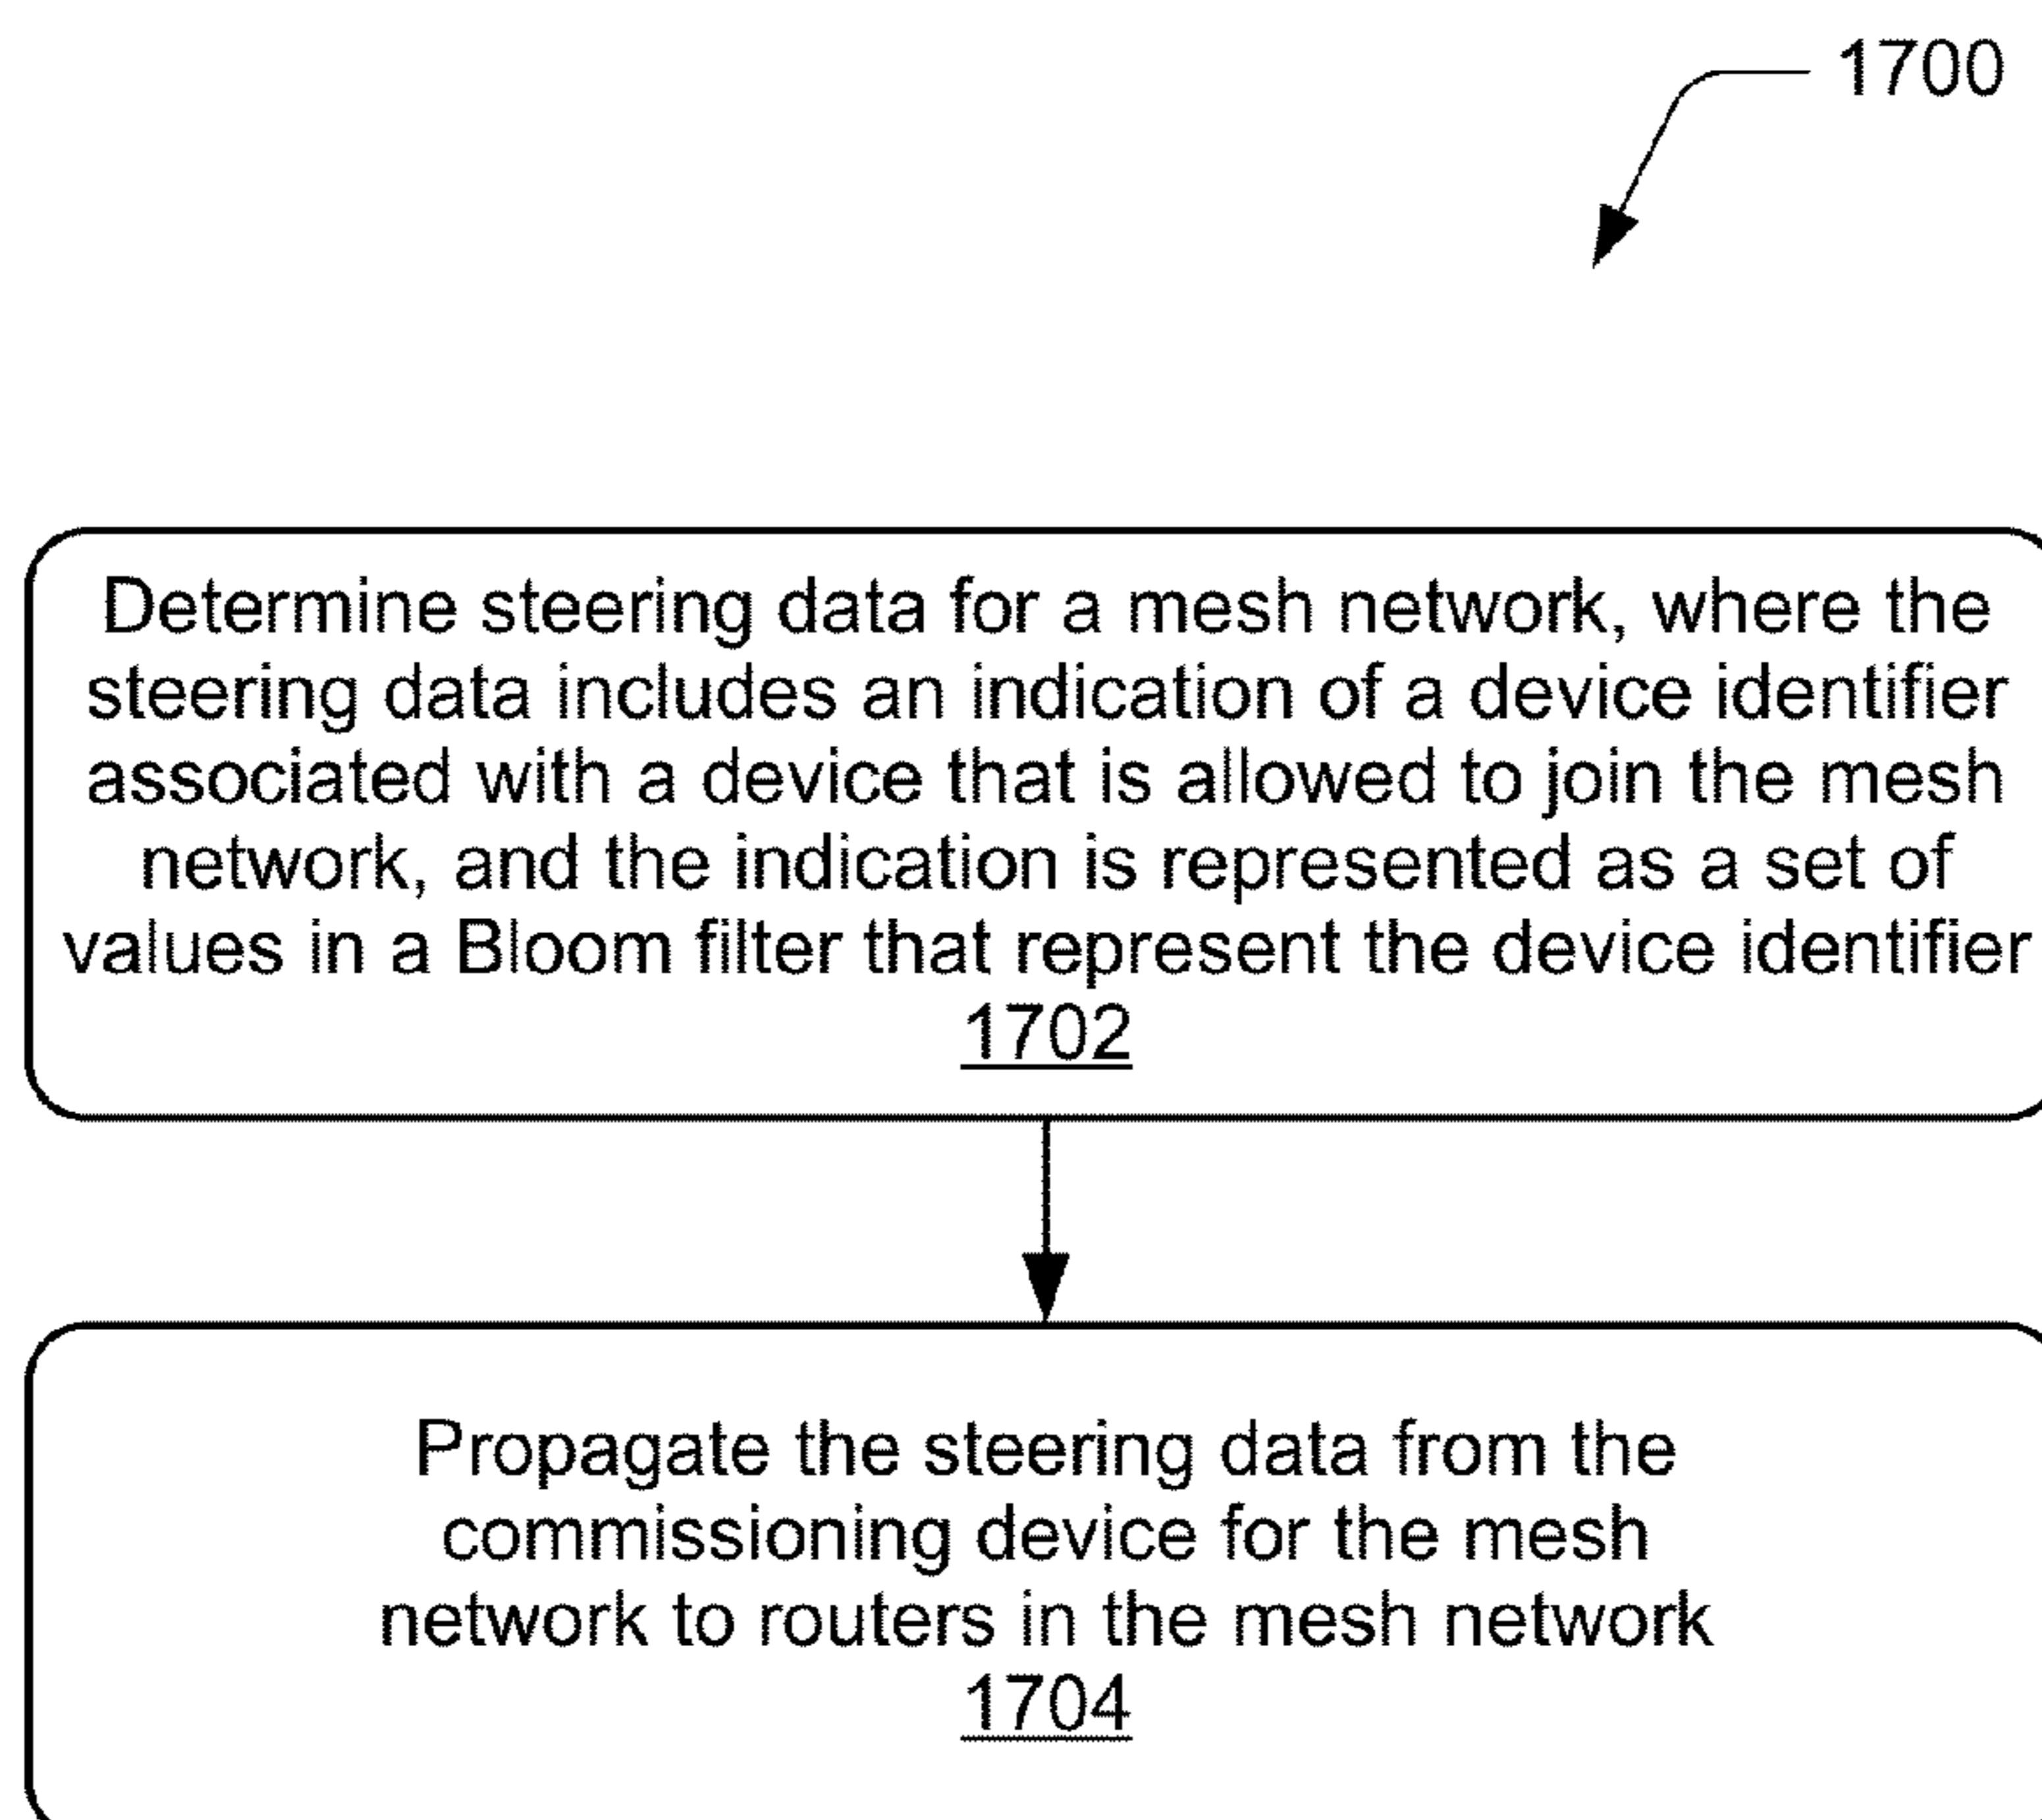 1700
Determine steering data for a mesh network, where the
steering data includes an indication of a device identifier
associated with a device that is allowed to join the mesh
network, and the indication is represented as a set of
values in a Bloom filter that represent the device identifier
1702
Propagate the steering data from the
commissioning device for the mesh
network to routers in the mesh network
1704